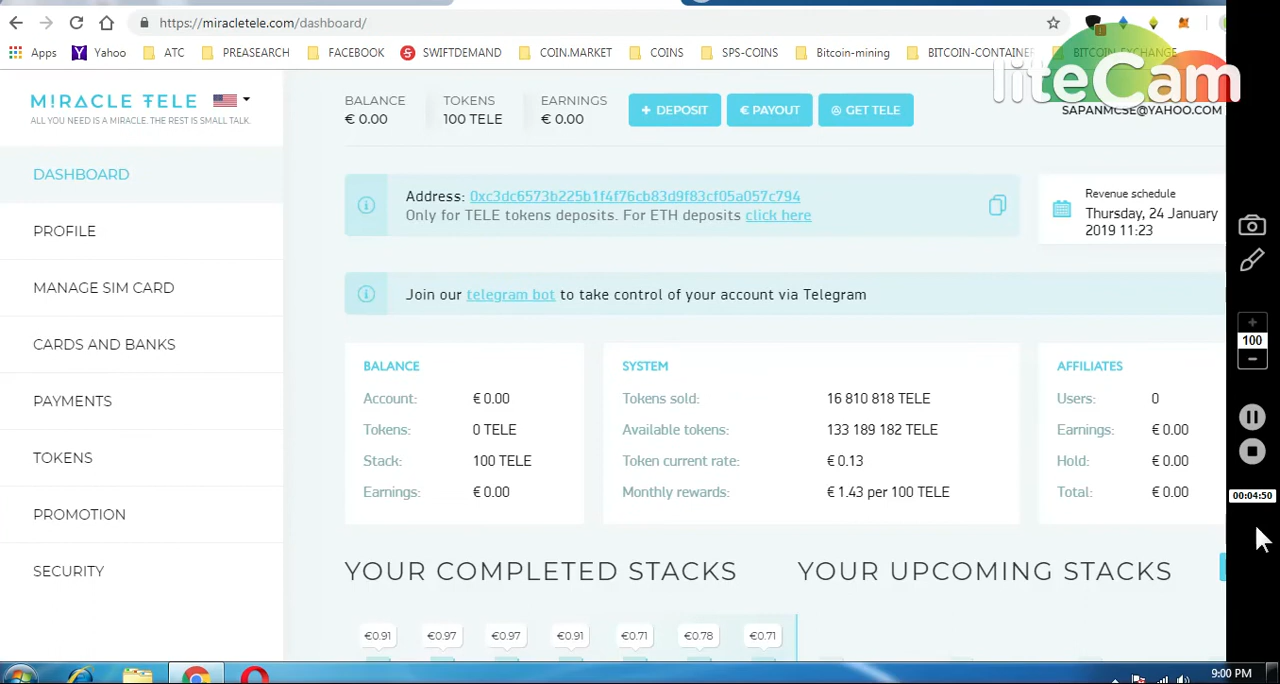 https://miracletele.com/dashboard/
Apps Yahoo ATC PREASEARCH FACEBOOK SWIFTDEMAND COIN.MARKET COINS SPS-COINS Bitcoin-mining BITCOIN-CONTAINER BITCOIN-EXCHANGE
liteCam
M!RACLE TELE
ALL YOU NEED IS A MIRACLE. THE REST IS SMALL TALK.
BALANCE TOKENS EARNINGS
€ 0.00 100 TELE € 0.00
+ DEPOSIT € PAYOUT GET TELE
SAPANMCSE@YAHOO.COM
DASHBOARD
PROFILE
MANAGE SIM CARD
CARDS AND BANKS
PAYMENTS
TOKENS
PROMOTION
SECURITY
Address: 0xc3dc6573b225b1f4f76cb83d9f83cf05a057c794
Only for TELE tokens deposits. For ETH deposits click here
Revenue schedule
Thursday, 24 January
2019 11:23
Join our telegram bot to take control of your account via Telegram
BALANCE
Account: € 0.00
Tokens: 0 TELE
Stack: 100 TELE
Earnings: € 0.00
SYSTEM
Tokens sold: 16 810 818 TELE
Available tokens: 133 189 182 TELE
Token current rate: € 0.13
Monthly rewards: € 1.43 per 100 TELE
AFFILIATES
Users: 0
Earnings: € 0.00
Hold: € 0.00
Total: € 0.00
YOUR COMPLETED STACKS
€0.91 €0.97 €0.97 €0.91 €0.71 €0.78 €0.71
YOUR UPCOMING STACKS
100
00:04:50
9:00 PM